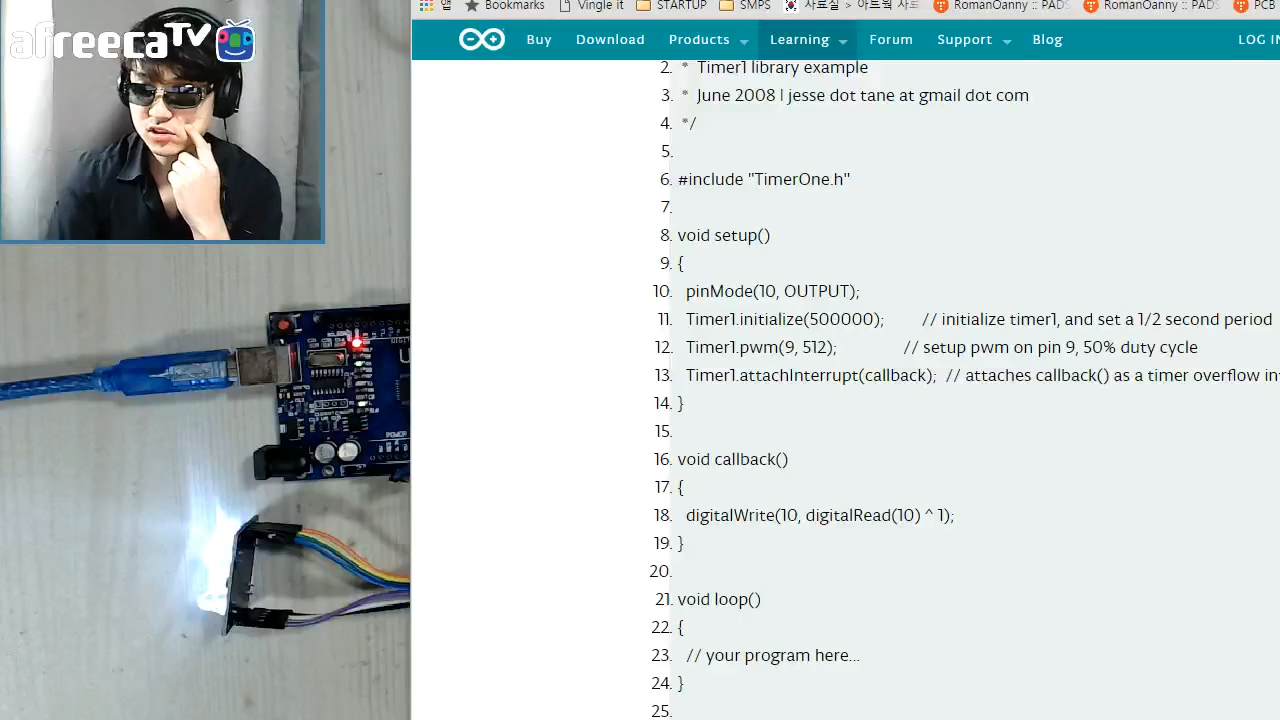 afreecaTV
앱
Bookmarks
Vingle it
STARTUP
SMPS
RomanOanny :: PADS
RomanOanny :: PADS
PCB
Buy
Download
Products
Learning
Forum
Support
Blog
LOG IN
2. * Timer1 library example
3. * June 2008 | jesse dot tane at gmail dot com
4. */
5.
6. #include "TimerOne.h"
7.
8. void setup()
9. {
10. pinMode(10, OUTPUT);
11. Timer1.initialize(500000); // initialize timer1, and set a 1/2 second period
12. Timer1.pwm(9, 512); // setup pwm on pin 9, 50% duty cycle
13. Timer1.attachInterrupt(callback); // attaches callback() as a timer overflow in
14. }
15.
16. void callback()
17. {
18. digitalWrite(10, digitalRead(10) ^ 1);
19. }
20.
21. void loop()
22. {
23. // your program here...
24. }
25.